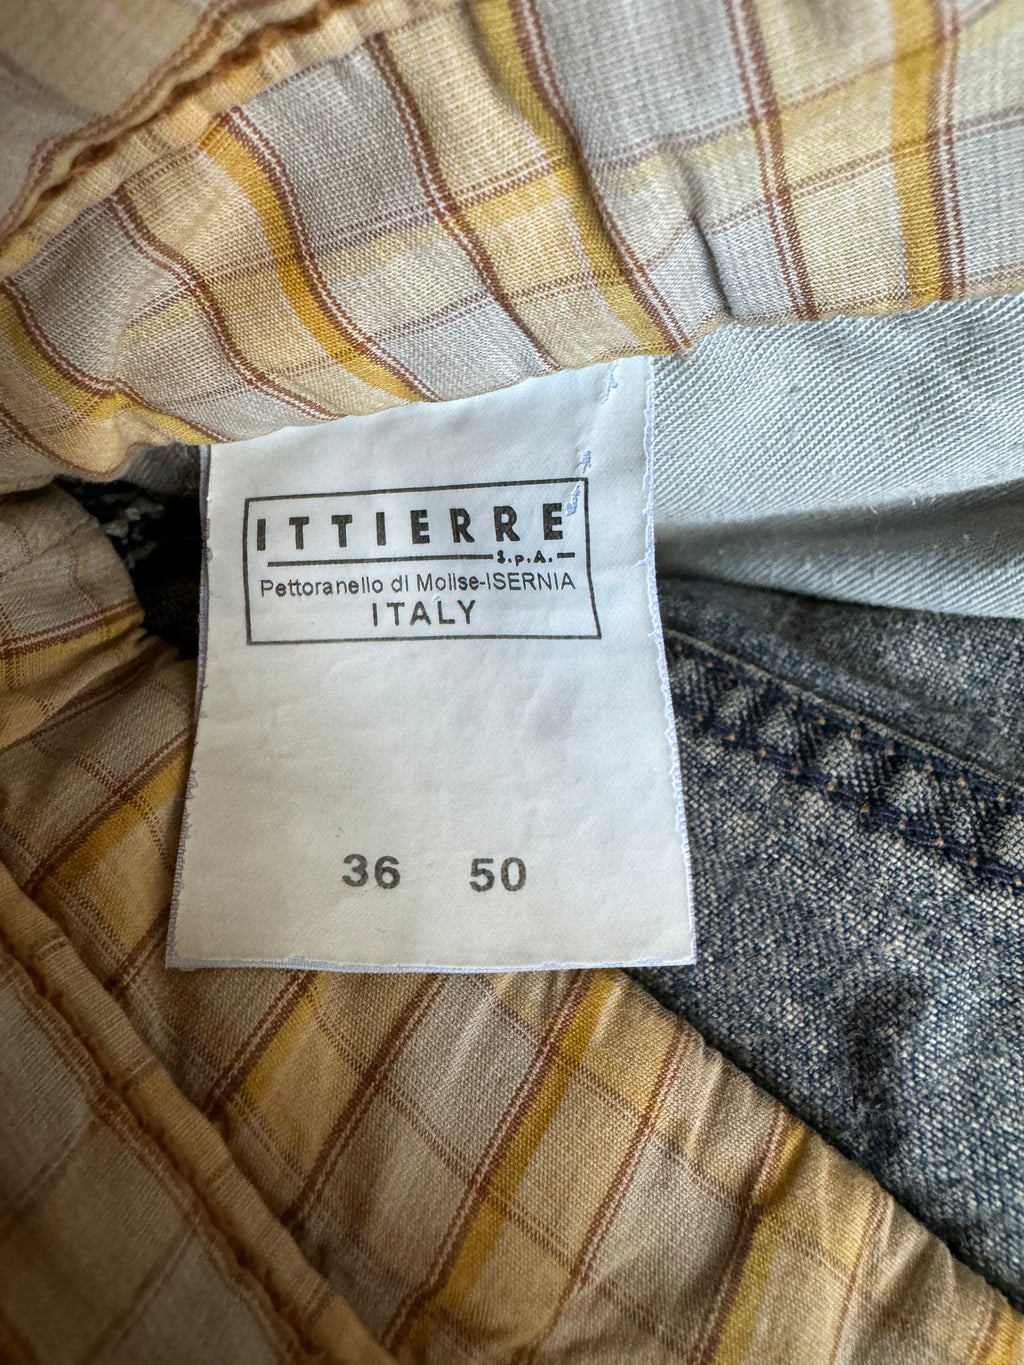 ITTIERRE
S.p.A.
Pettoranello di Molise-ISERNIA
ITALY
36 50